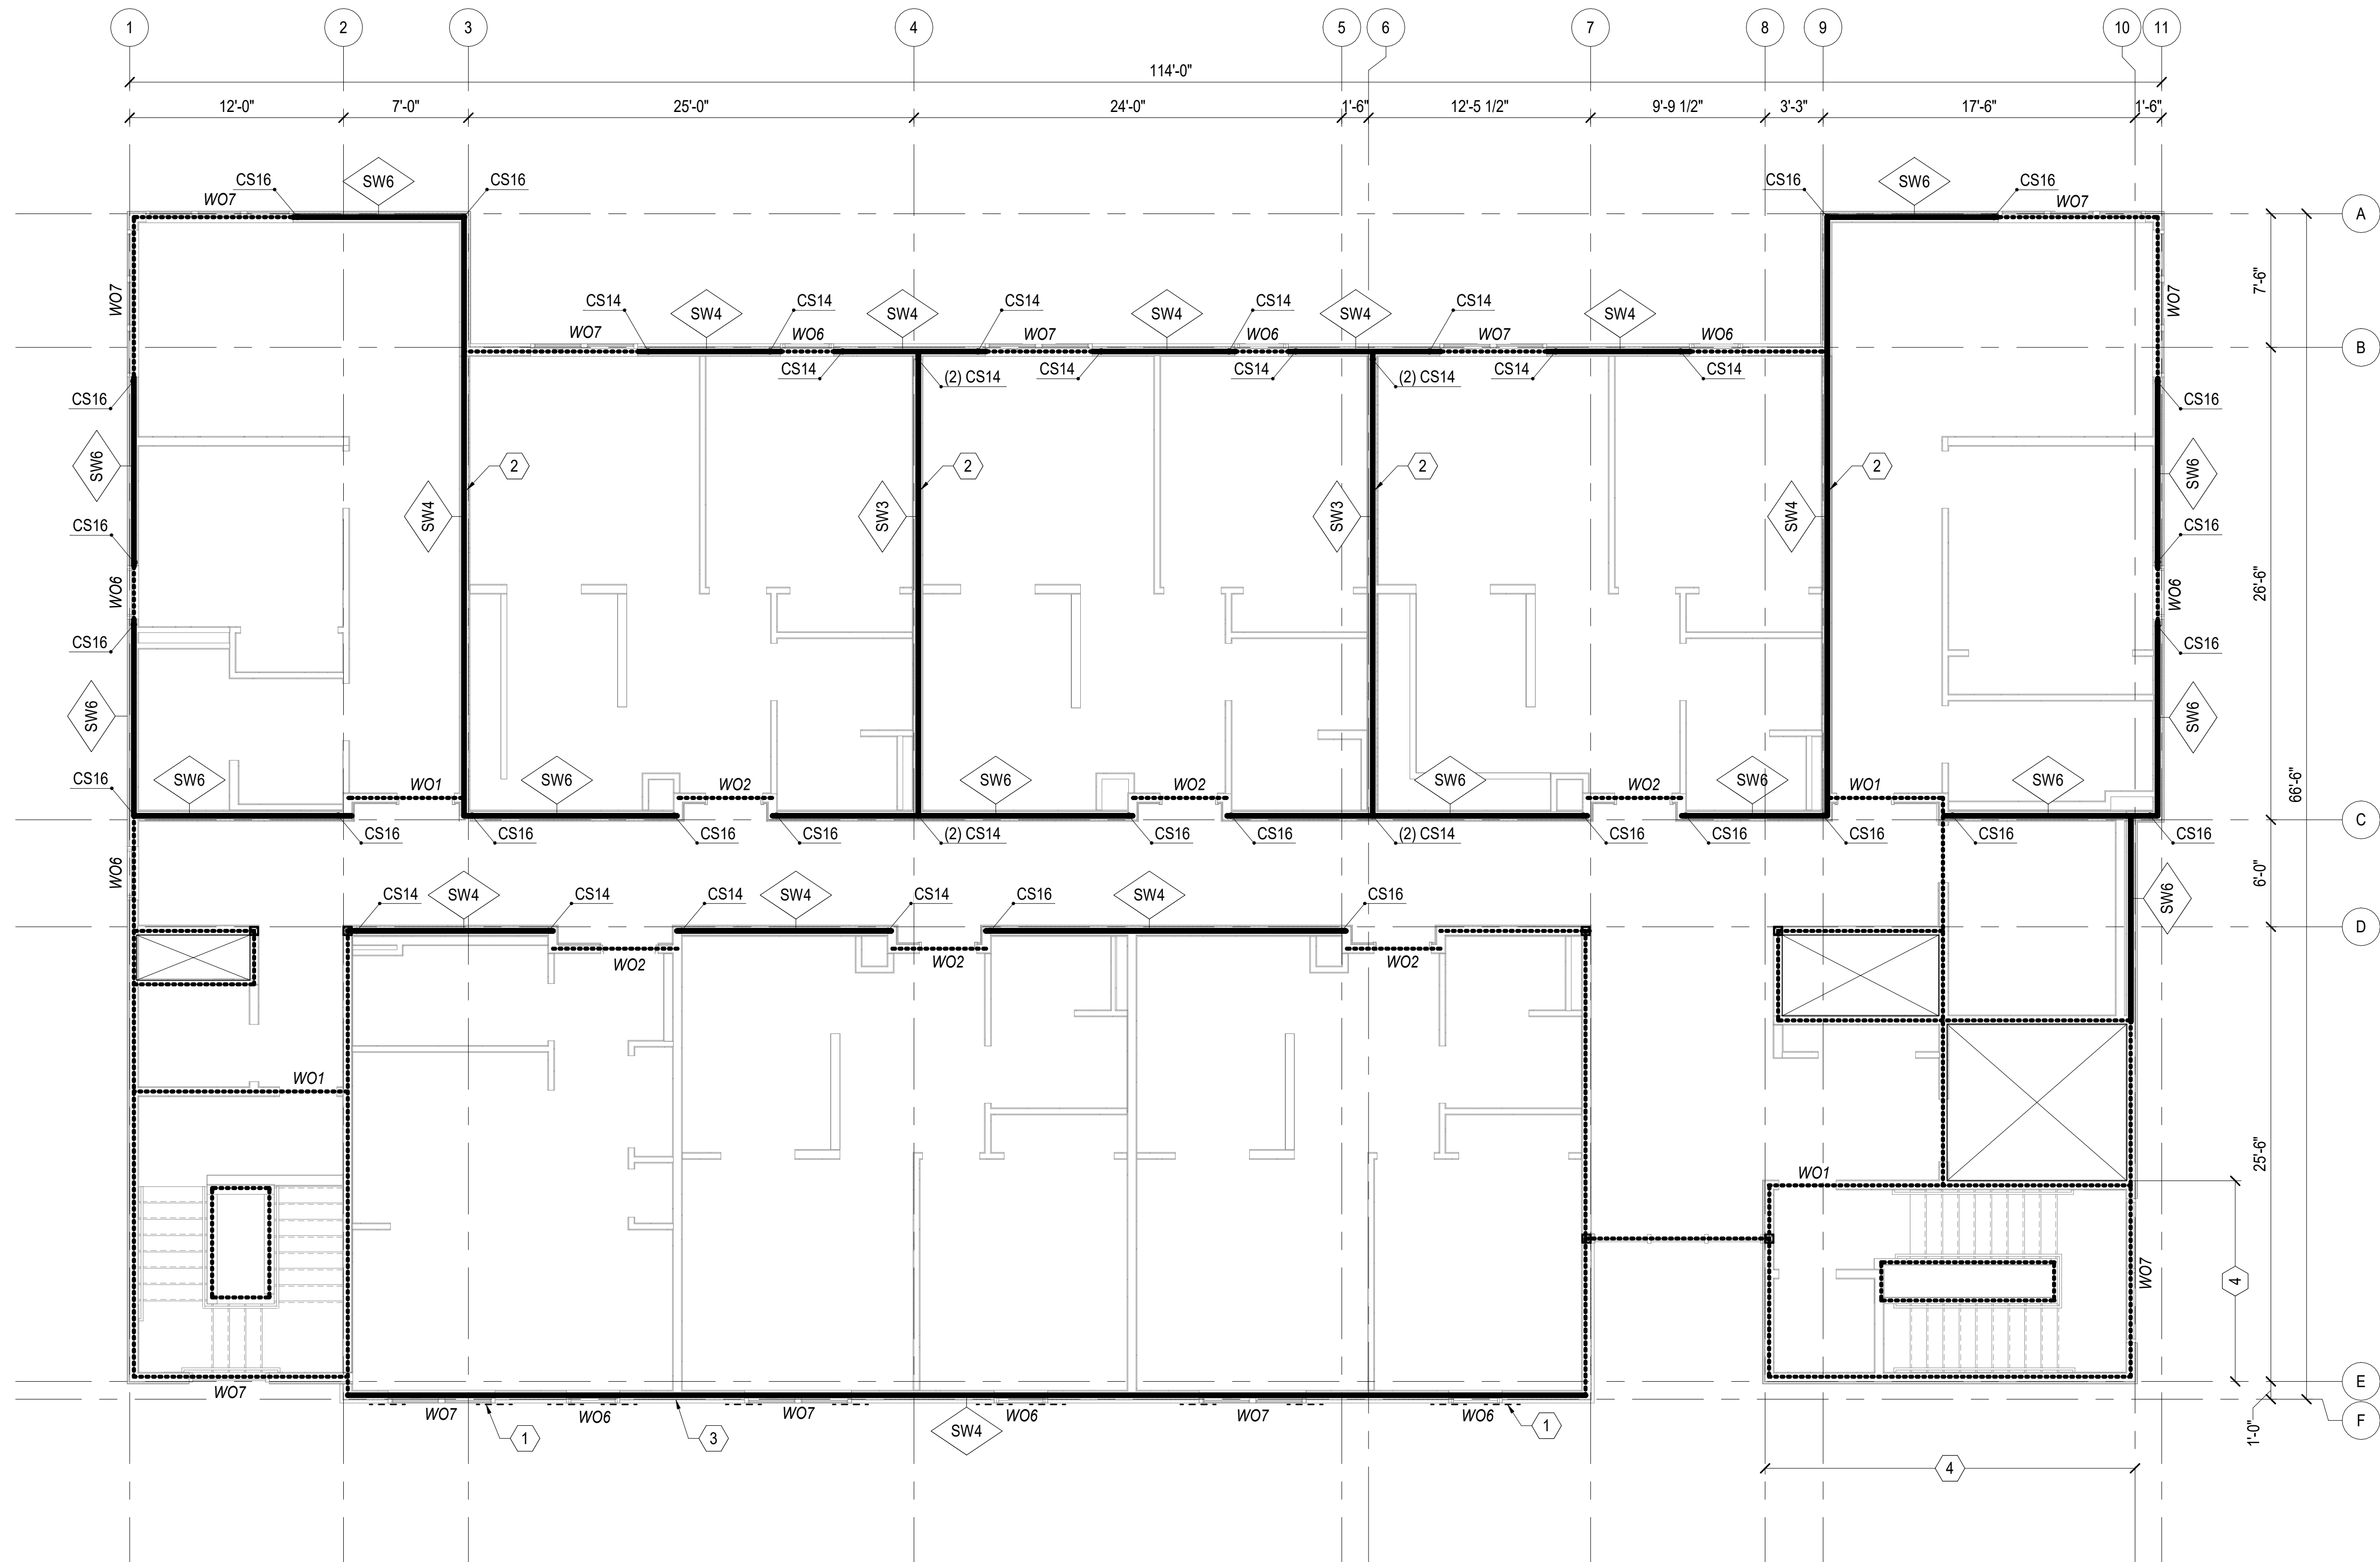 1 2 3 4 5 6 7 8 9 10 11
114'-0"
12'-0" 7'-0" 25'-0" 24'-0" 1'-6" 12'-5 1/2" 9'-9 1/2" 3'-3" 17'-6" 1'-6"
CS16 SW6 CS16 CS16 SW6 CS16
WO7 WO7
A
7'-6"
WO7 WO7
CS14 SW4 CS14 SW4 CS14 SW4 CS14 SW4 CS14 SW4
WO7 WO6 WO7 WO6 WO7 WO6
B
CS14 (2) CS14 CS14 CS14 (2) CS14 CS14 CS14
CS16 CS16
SW6 2 2 2 2 SW6
SW4 SW3 SW3 SW4
CS16 CS16
WO6 WO6
26'-6"
CS16 CS16
SW6 SW6
66'-6"
CS16 SW6 WO1 SW6 WO2 SW6 WO2 SW6 WO2 SW6 WO1 SW6
C
CS16 CS16 CS16 CS16 (2) CS14 CS16 CS16 (2) CS14 CS16 CS16 CS16 CS16 CS16
WO6
6'-0"
CS14 SW4 CS14 CS14 SW4 CS14 CS16 SW4 CS16
SW6
D
WO2 WO2 WO2
WO1
25'-6"
WO1
WO7
4
E
WO7
WO7 WO6 WO7 WO6 WO7 WO6
F
1 3 SW4 1
1'-0"
4